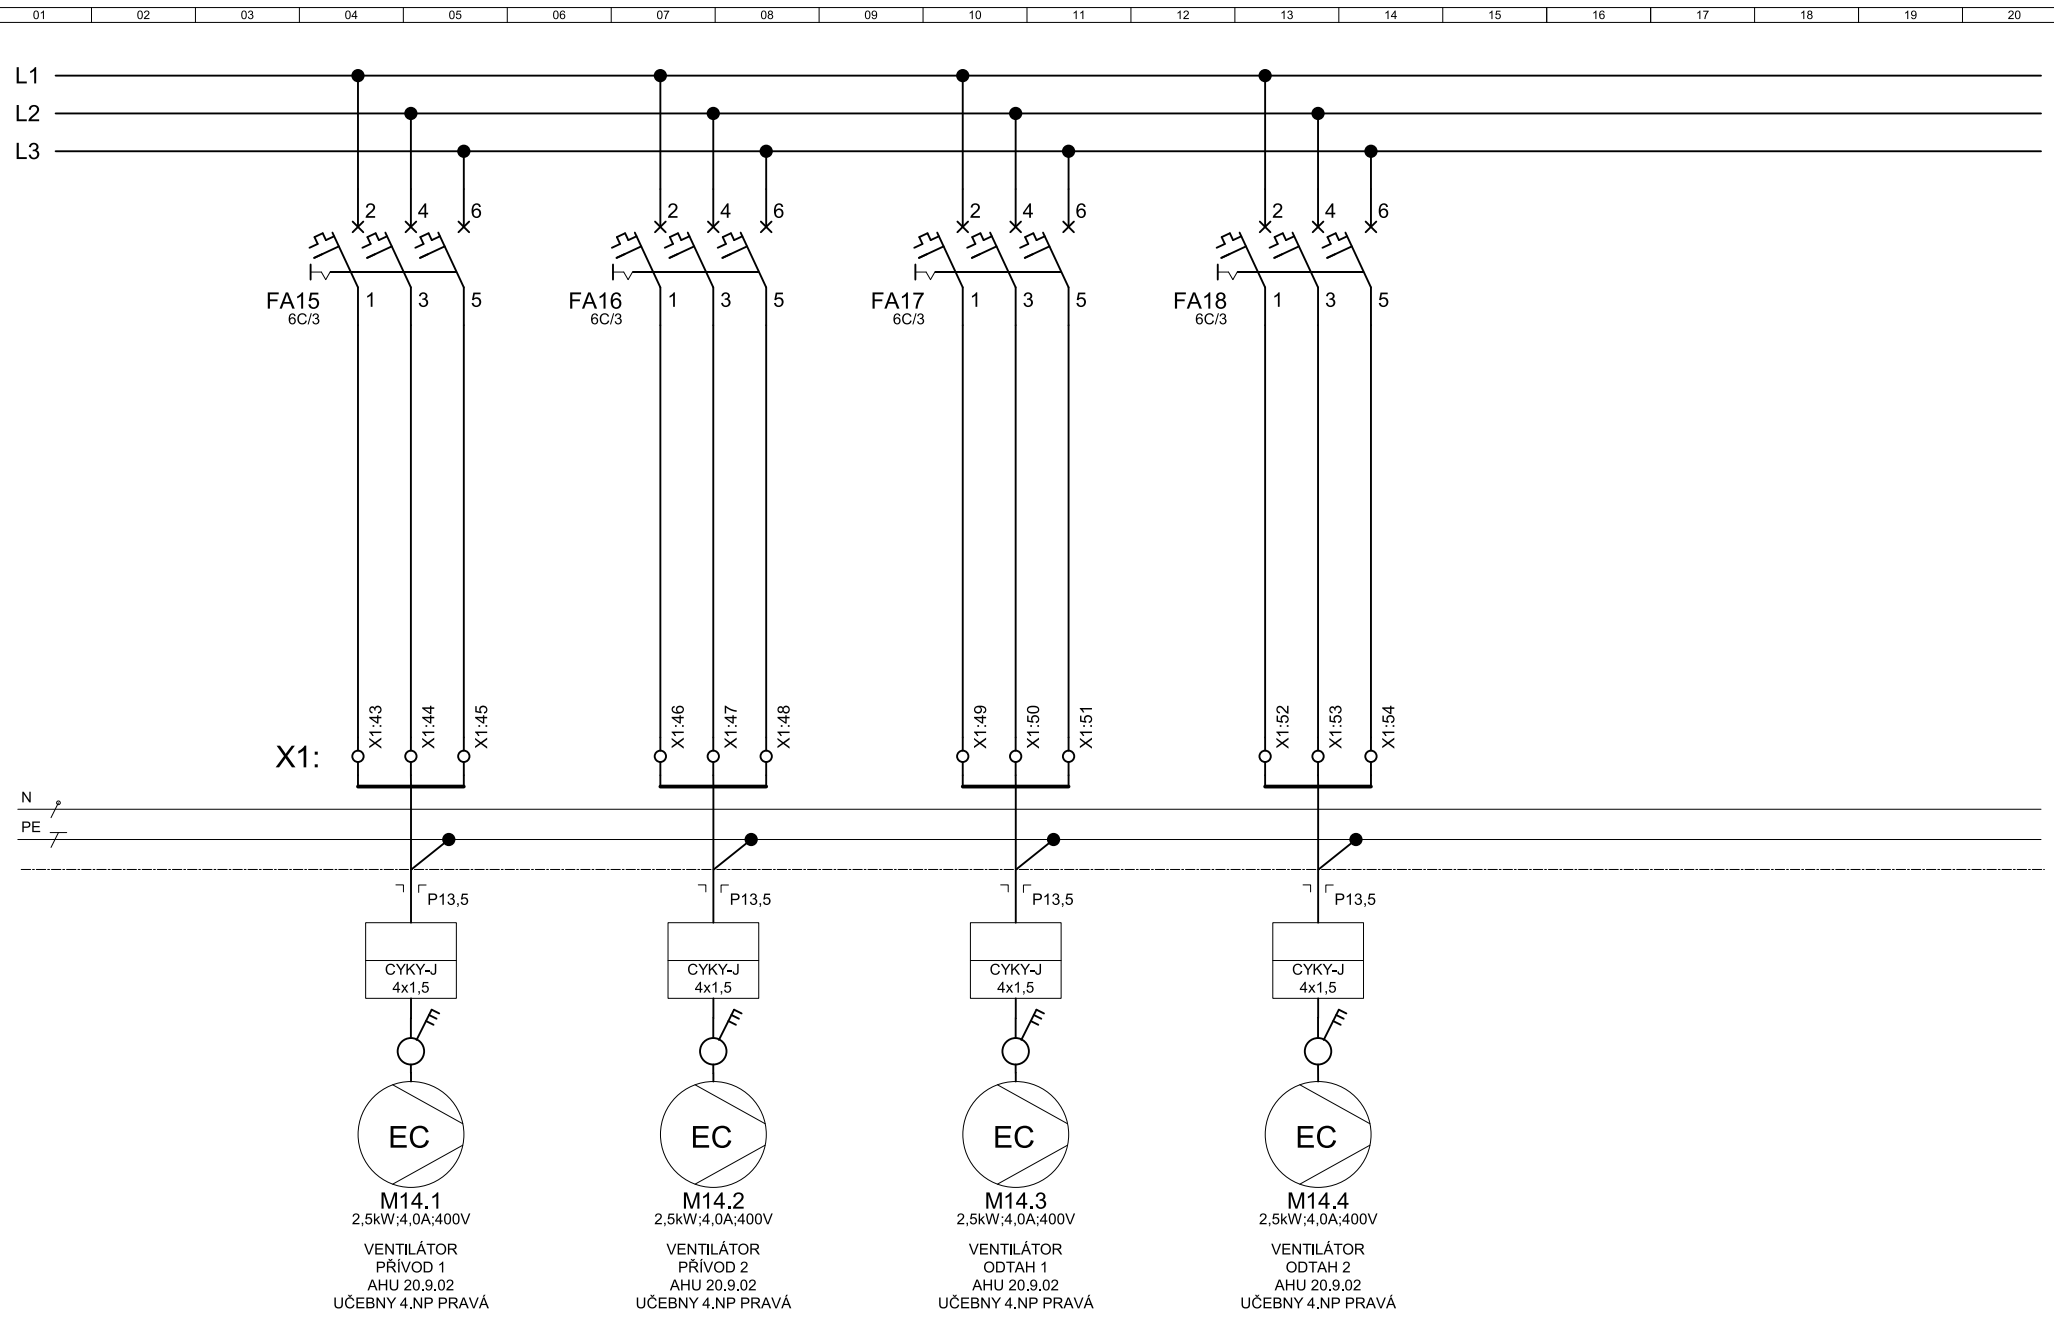 01 02 03 04 05 06 07 08 09 10 11 12 13 14 15 16 17 18 19 20
L1
L2
L3
2 4 6 2 4 6 2 4 6 2 4 6
FA15 1 3 5 FA16 1 3 5 FA17 1 3 5 FA18 1 3 5
6C/3 6C/3 6C/3 6C/3
X1:43 X1:44 X1:45 X1:46 X1:47 X1:48 X1:49 X1:50 X1:51 X1:52 X1:53 X1:54
X1:
N
PE
P13,5 P13,5 P13,5 P13,5
CYKY-J CYKY-J CYKY-J CYKY-J
4x1,5 4x1,5 4x1,5 4x1,5
EC EC EC EC
M14.1 M14.2 M14.3 M14.4
2,5kW;4,0A;400V 2,5kW;4,0A;400V 2,5kW;4,0A;400V 2,5kW;4,0A;400V
VENTILÁTOR VENTILÁTOR VENTILÁTOR VENTILÁTOR
PŘÍVOD 1 PŘÍVOD 2 ODTAH 1 ODTAH 2
AHU 20.9.02 AHU 20.9.02 AHU 20.9.02 AHU 20.9.02
UČEBNY 4.NP PRAVÁ UČEBNY 4.NP PRAVÁ UČEBNY 4.NP PRAVÁ UČEBNY 4.NP PRAVÁ